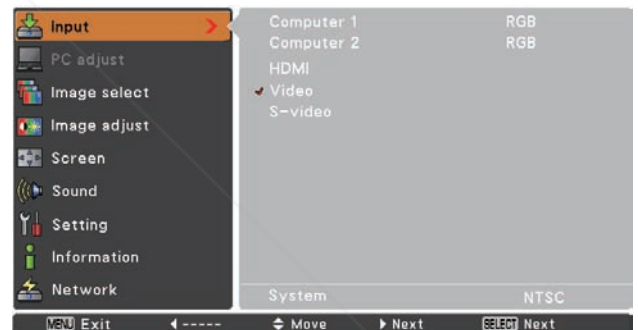 Input
PC adjust
Image select
Image adjust
Screen
Sound
Setting
Information
Network
Computer 1 RGB
Computer 2 RGB
HDMI
Video
S-video
System NTSC
MENU Exit ----- Move Next SELECT Next